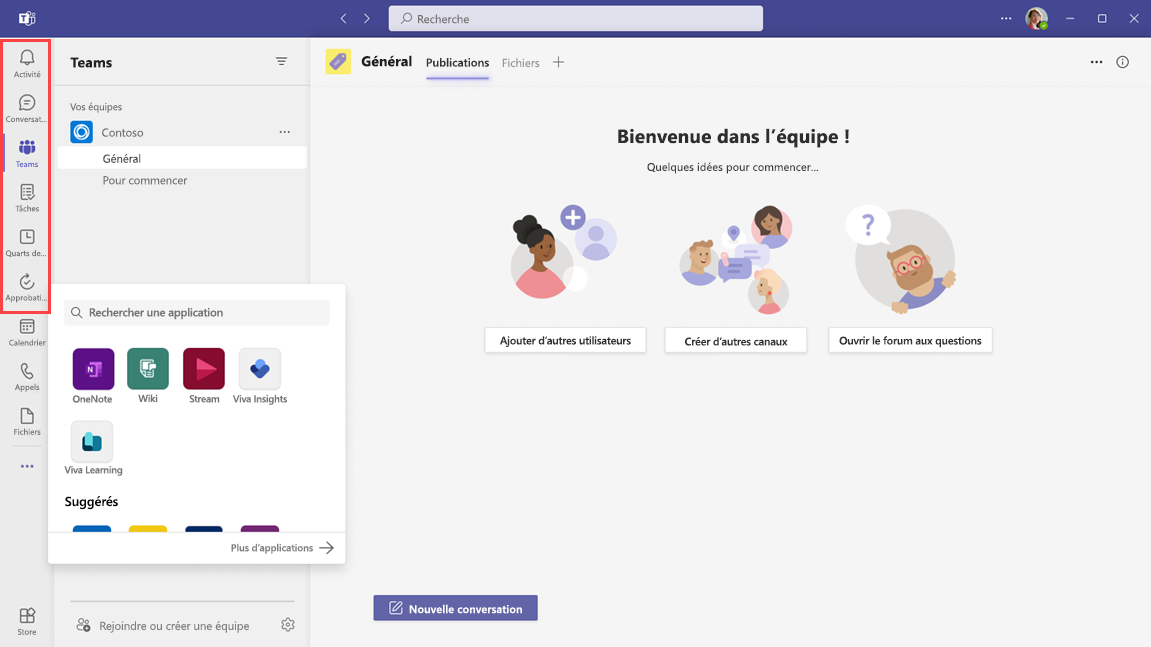 Recherche
Activité
Conversat...
Teams
Tâches
Quarts de...
Approbati...
Calendrier
Appels
Fichiers
Store
Teams
Vos équipes
Contoso
Général
Pour commencer
Rechercher une application
OneNote
Wiki
Stream
Viva Insights
Viva Learning
Suggérés
Plus d’applications
Rejoindre ou créer une équipe
Général
Publications
Fichiers
Bienvenue dans l’équipe !
Quelques idées pour commencer...
Ajouter d’autres utilisateurs
Créer d’autres canaux
Ouvrir le forum aux questions
Nouvelle conversation